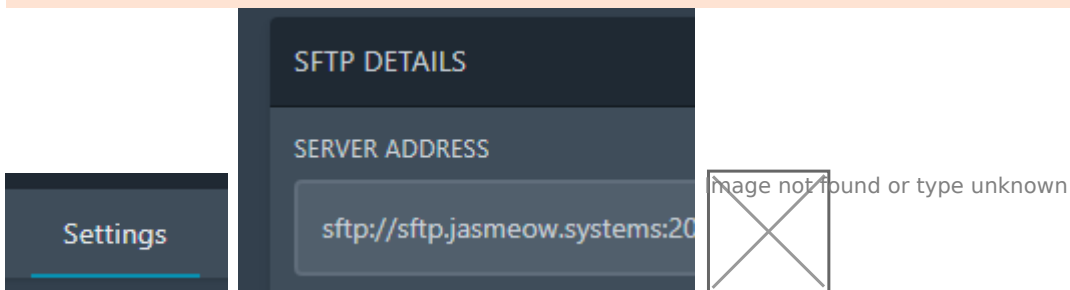 SFTP DETAILS
SERVER ADDRESS
sftp://sftp.jasmeow.systems:20
Settings
Image not found or type unknown